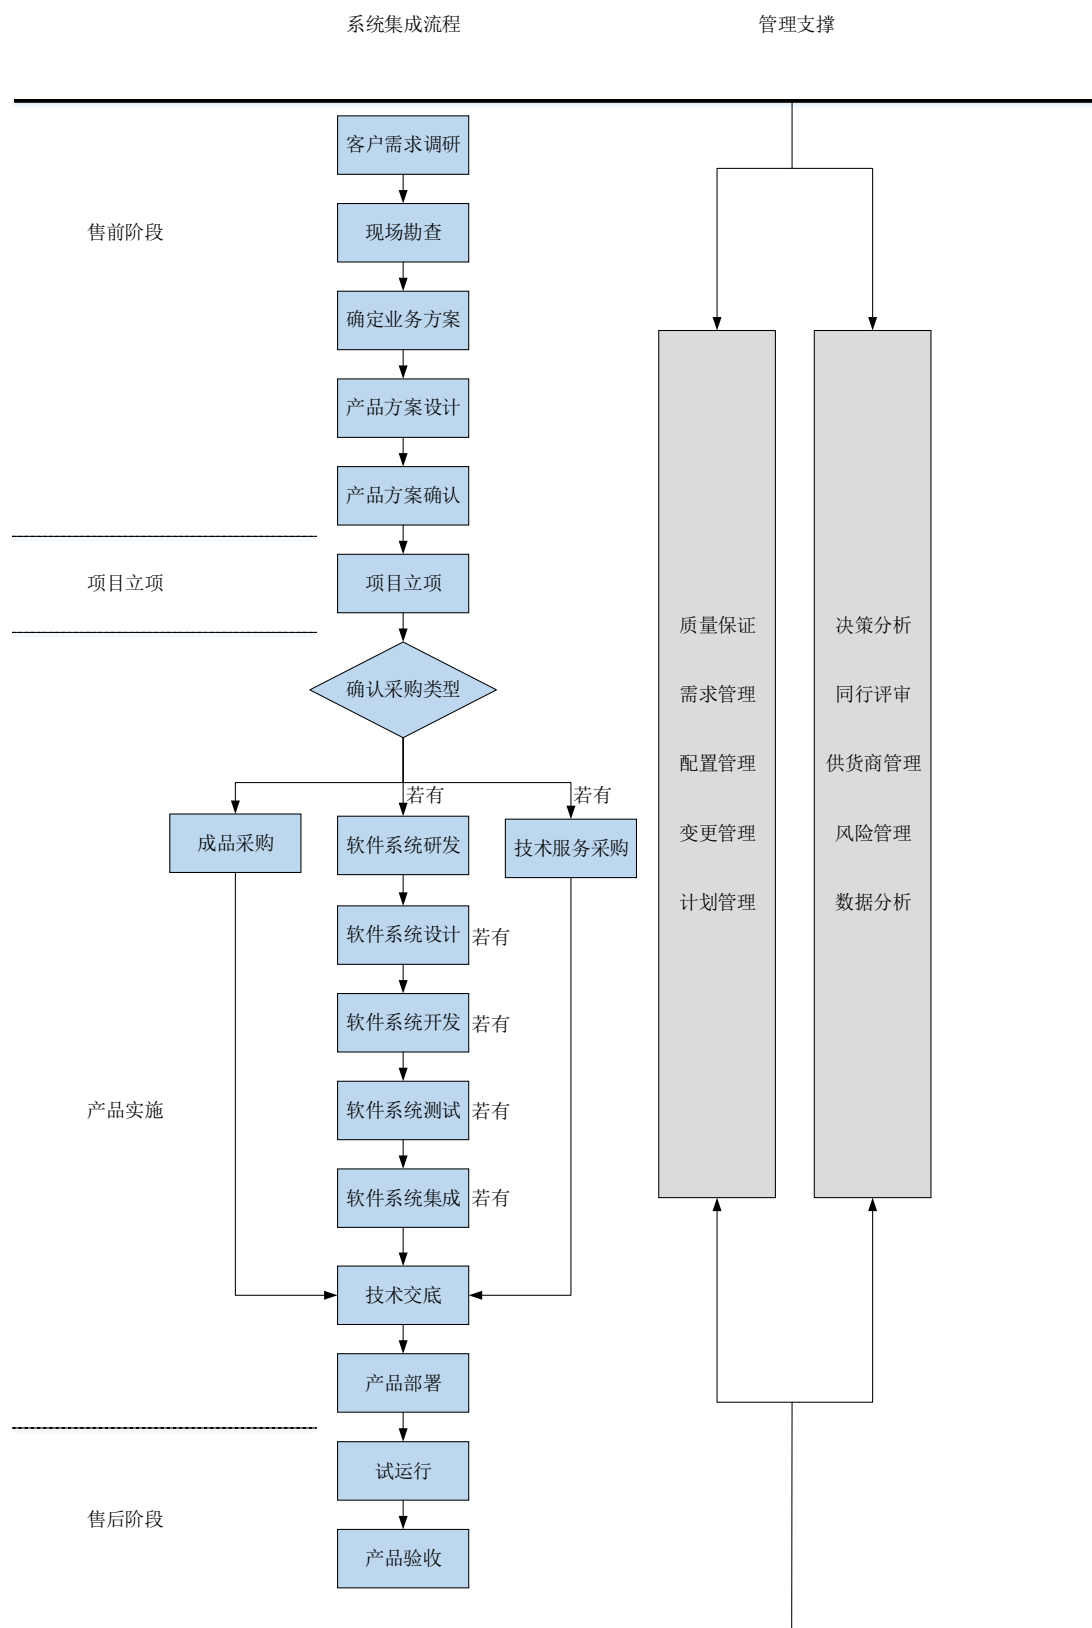 系统集成流程
管理支撑
客户需求调研
售前阶段
现场勘查
确定业务方案
产品方案设计
产品方案确认
项目立项
项目立项
确认采购类型
若有
若有
成品采购
软件系统研发
技术服务采购
软件系统设计
若有
软件系统开发
若有
产品实施
软件系统测试
若有
软件系统集成
若有
技术交底
产品部署
试运行
售后阶段
产品验收
质量保证
需求管理
配置管理
变更管理
计划管理
决策分析
同行评审
供货商管理
风险管理
数据分析